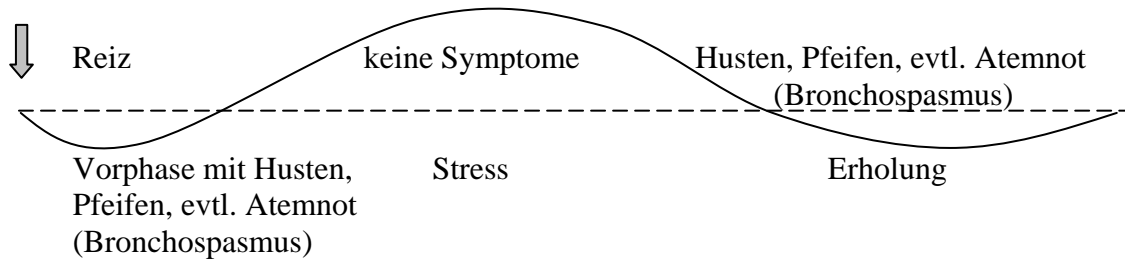 Reiz
keine Symptome
Husten, Pfeifen, evtl. Atemnot
(Bronchospasmus)
Vorphase mit Husten,
Pfeifen, evtl. Atemnot
(Bronchospasmus)
Stress
Erholung